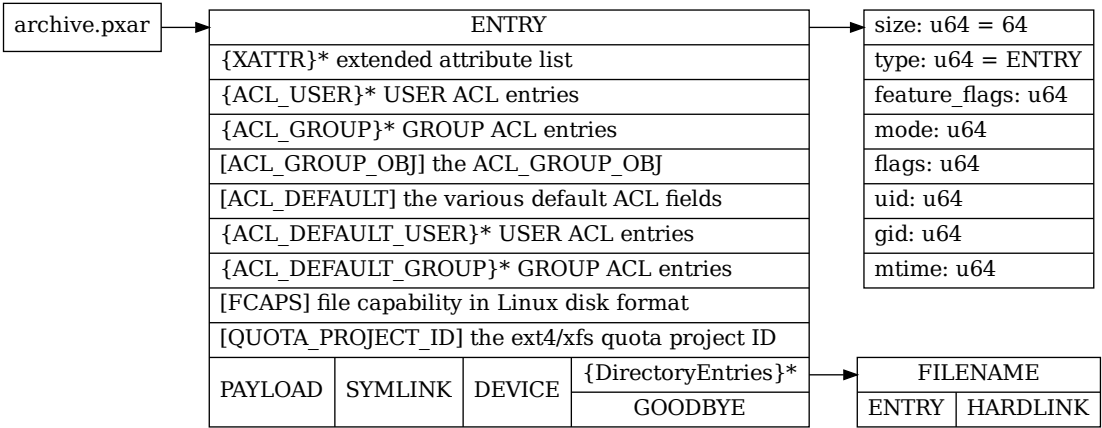 archive.pxar
ENTRY
{XATTR}* extended attribute list
{ACL_USER}* USER ACL entries
{ACL_GROUP}* GROUP ACL entries
[ACL_GROUP_OBJ] the ACL_GROUP_OBJ
[ACL_DEFAULT] the various default ACL fields
{ACL_DEFAULT_USER}* USER ACL entries
{ACL_DEFAULT_GROUP}* GROUP ACL entries
[FCAPS] file capability in Linux disk format
[QUOTA_PROJECT_ID] the ext4/xfs quota project ID
PAYLOAD
SYMLINK
DEVICE
{DirectoryEntries}*
GOODBYE
size: u64 = 64
type: u64 = ENTRY
feature_flags: u64
mode: u64
flags: u64
uid: u64
gid: u64
mtime: u64
FILENAME
ENTRY
HARDLINK